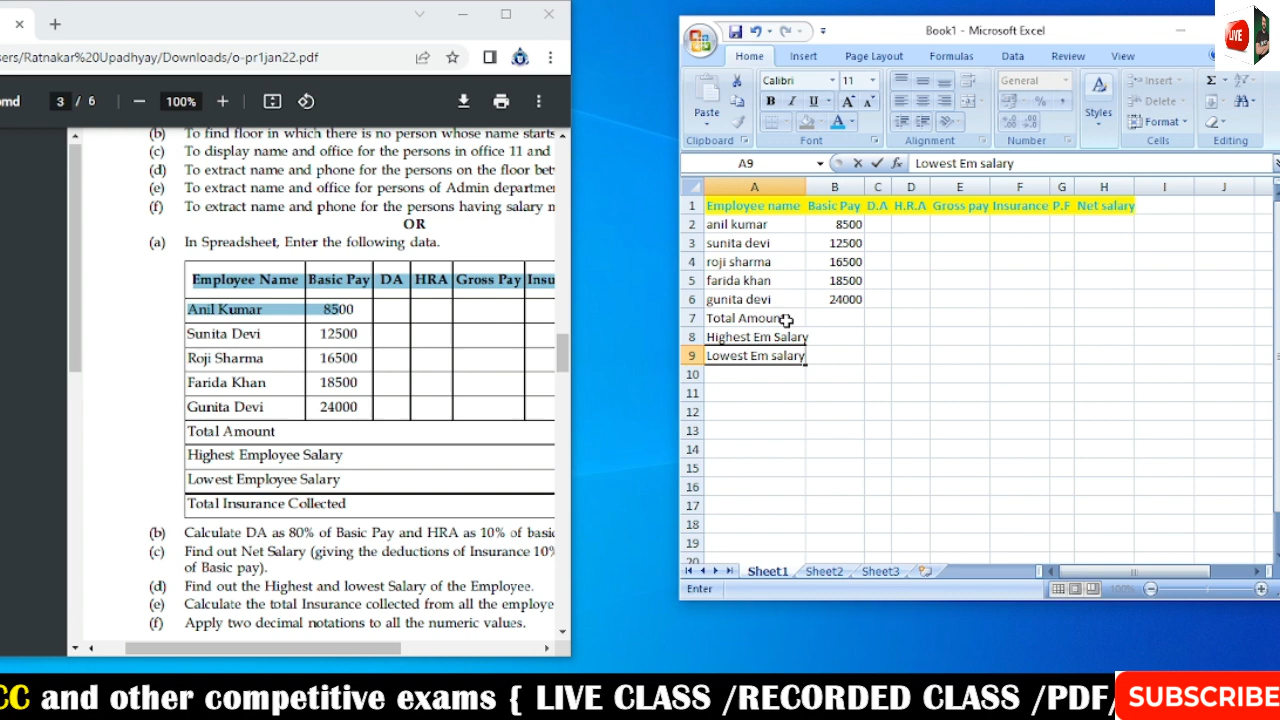 Book1 - Microsoft Excel
LIVE
ers/Ratnakar%20Upadhyay/Downloads/o-pr1jan22.pdf
Home Insert Page Layout Formulas Data Review View
omd 3 / 6 100%
Paste
Calibri 11
B I U A A
A
General
%
Styles
Insert
Delete
Format
Σ
Clipboard Font Alignment Number Cells Editing
A9 fx Lowest Em salary
A B C D E F G H I J
1 Employee name Basic Pay D.A H.R.A Gross pay Insurance P.F Net salary
2 anil kumar 8500
3 sunita devi 12500
4 roji sharma 16500
5 farida khan 18500
6 gunita devi 24000
7 Total Amount
8 Highest Em Salary
9 Lowest Em salary
10
11
12
13
14
15
16
17
18
19
20
Sheet1 Sheet2 Sheet3
Enter 100%
(b) To find floor in which there is no person whose name starts
(c) To display name and office for the persons in office 11 and
(d) To extract name and phone for the persons on the floor bet
(e) To extract name and office for persons of Admin departme
(f) To extract name and phone for the persons having salary n
OR
(a) In Spreadsheet, Enter the following data.
Employee Name Basic Pay DA HRA Gross Pay Insu
Anil Kumar 8500
Sunita Devi 12500
Roji Sharma 16500
Farida Khan 18500
Gunita Devi 24000
Total Amount
Highest Employee Salary
Lowest Employee Salary
Total Insurance Collected
(b) Calculate DA as 80% of Basic Pay and HRA as 10% of basic
(c) Find out Net Salary (giving the deductions of Insurance 10%
of Basic pay).
(d) Find out the Highest and lowest Salary of the Employee.
(e) Calculate the total Insurance collected from all the employe
(f) Apply two decimal notations to all the numeric values.
CC and other competitive exams { LIVE CLASS /RECORDED CLASS /PDF/
SUBSCRIBE